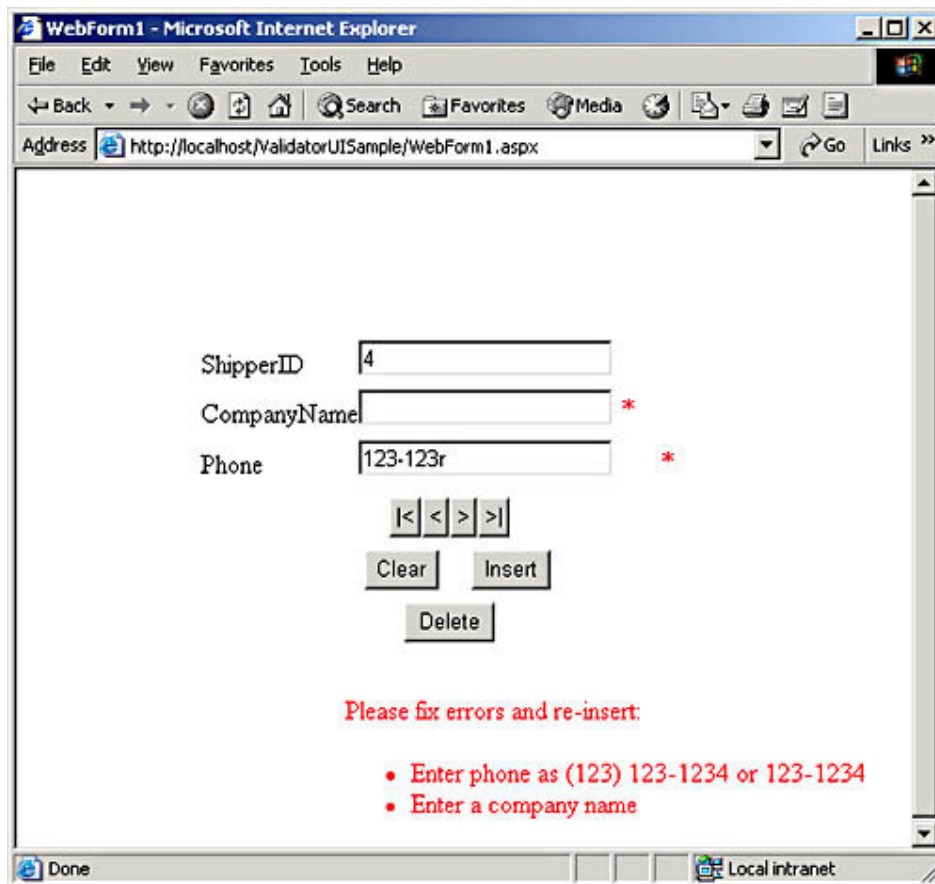 WebForm1 - Microsoft Internet Explorer
File Edit View Favorites Tools Help
Back Search Favorites Media
Address http://localhost/ValidatorUISample/WebForm1.aspx Go Links »
ShipperID 4
CompanyName *
Phone 123-123r *
|< < > >|
Clear Insert
Delete
Please fix errors and re-insert:
• Enter phone as (123) 123-1234 or 123-1234
• Enter a company name
Done Local intranet